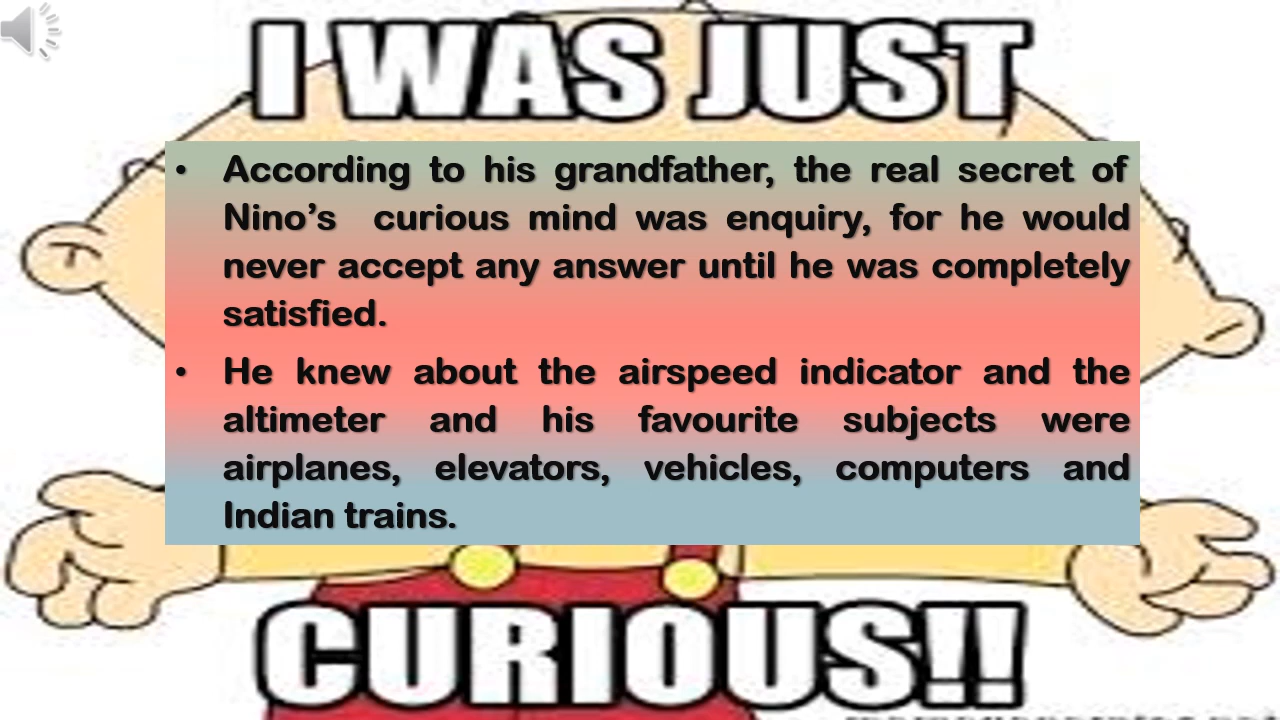 I WAS JUST
• According to his grandfather, the real secret of
Nino’s curious mind was enquiry, for he would
never accept any answer until he was completely
satisfied.
• He knew about the airspeed indicator and the
altimeter and his favourite subjects were
airplanes, elevators, vehicles, computers and
Indian trains.
CURIOUS!!